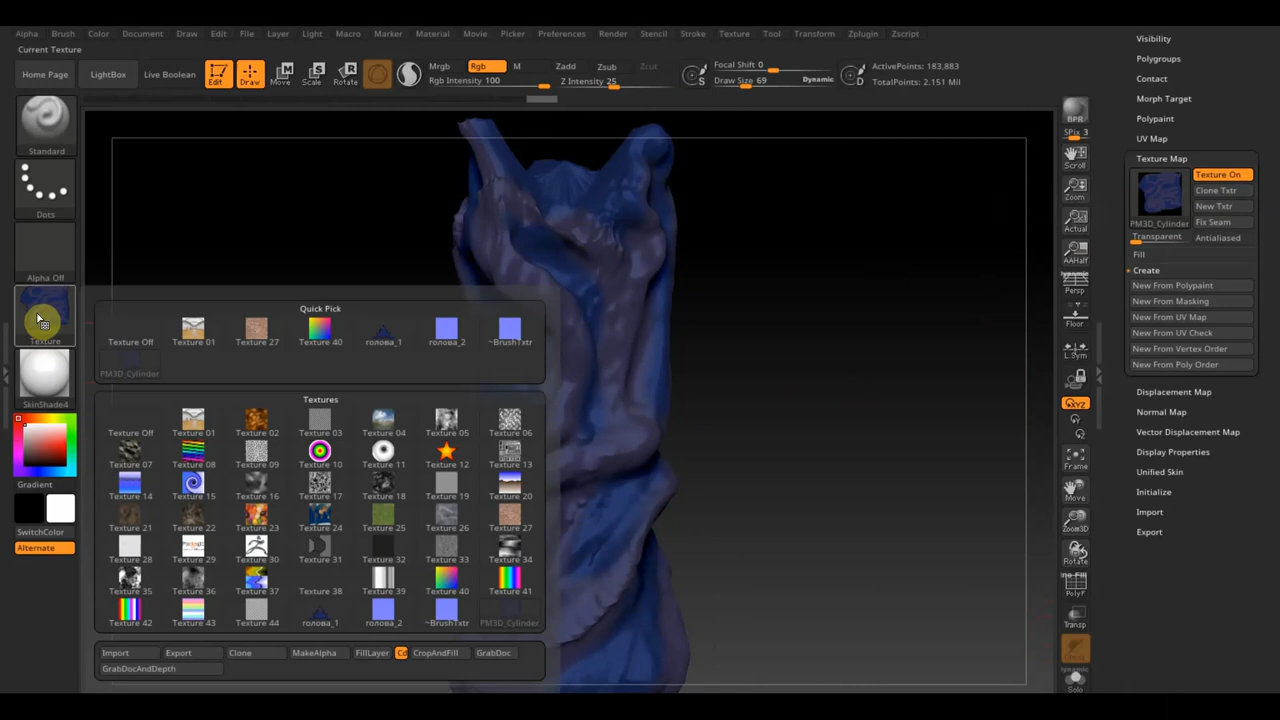 Alpha Brush Color Document Draw Edit File Layer Light Macro Marker Material Movie Picker Preferences Render Stencil Stroke Texture Tool Transform Zplugin Zscript
Current Texture
Home Page LightBox Live Boolean Edit Draw Move Scale Rotate
Mrgb Rgb M Zadd Zsub Zcut
Rgb Intensity 100 Z Intensity 25
Focal Shift 0
Draw Size 69 Dynamic
S D
ActivePoints: 183,883
TotalPoints: 2.151 Mil
Standard
Dots
Alpha Off
Texture
SkinShade4
Gradient
SwitchColor
Alternate
Quick Pick
Texture Off Texture 01 Texture 27 Texture 40 голова_1 голова_2 ~BrushTxtr
PM3D_Cylinder
Textures
Texture Off Texture 01 Texture 02 Texture 03 Texture 04 Texture 05 Texture 06
Texture 07 Texture 08 Texture 09 Texture 10 Texture 11 Texture 12 Texture 13
Texture 14 Texture 15 Texture 16 Texture 17 Texture 18 Texture 19 Texture 20
Texture 21 Texture 22 Texture 23 Texture 24 Texture 25 Texture 26 Texture 27
Texture 28 Texture 29 Texture 30 Texture 31 Texture 32 Texture 33 Texture 34
Texture 35 Texture 36 Texture 37 Texture 38 Texture 39 Texture 40 Texture 41
Texture 42 Texture 43 Texture 44 голова_1 голова_2 ~BrushTxtr PM3D_Cylinder
Import Export Clone MakeAlpha FillLayer Cd CropAndFill GrabDoc
GrabDocAndDepth
BPR
SPix 3
Scroll
Zoom
Actual
AAHalf
Dynamic
Persp
Floor
L.Sym
XYZ
Frame
Move
Zoom3D
Rotate
PolyF
Transp
Dynamic
Solo
Visibility
Polygroups
Contact
Morph Target
Polypaint
UV Map
Texture Map
Texture On
Clone Txtr
New Txtr
PM3D_Cylinder Fix Seam
Transparent Antialiased
Fill
Create
New From Polypaint
New From Masking
New From UV Map
New From UV Check
New From Vertex Order
New From Poly Order
Displacement Map
Normal Map
Vector Displacement Map
Display Properties
Unified Skin
Initialize
Import
Export